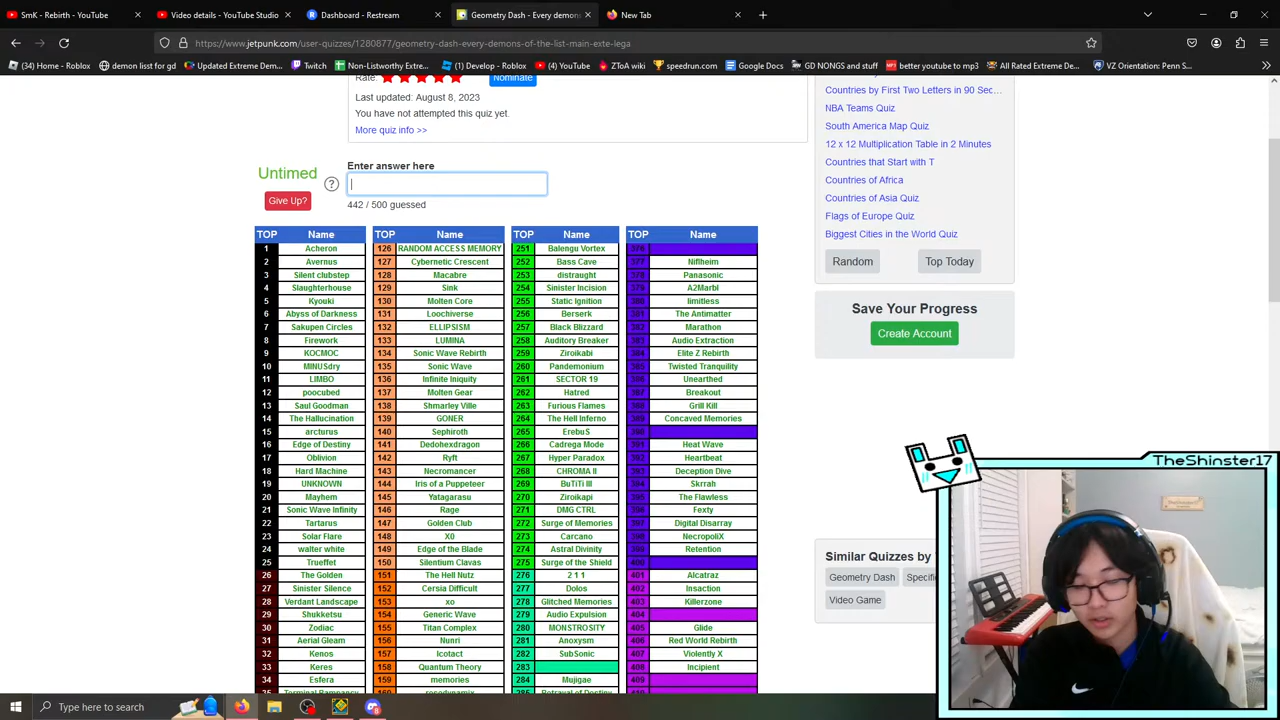 SmK - Rebirth - YouTube
Video details - YouTube Studio
Dashboard - Restream
Geometry Dash - Every demons
New Tab
https://www.jetpunk.com/user-quizzes/1280877/geometry-dash-every-demons-of-the-list-main-exte-lega
(34) Home - Roblox
demon lisst for gd
Updated Extreme Dem...
Twitch
Non-Listworthy Extre...
(1) Develop - Roblox
(4) YouTube
ZToA wiki
speedrun.com
Google Docs
GD NONGS and stuff
better youtube to mp3
All Rated Extreme De...
VZ Orientation: Penn S...
Rate:
Nominate
Last updated: August 8, 2023
You have not attempted this quiz yet.
More quiz info >>
Countries by First Two Letters in 90 Sec...
NBA Teams Quiz
South America Map Quiz
12 x 12 Multiplication Table in 2 Minutes
Countries that Start with T
Countries of Africa
Countries of Asia Quiz
Flags of Europe Quiz
Biggest Cities in the World Quiz
Random
Top Today
Save Your Progress
Create Account
Untimed
Give Up?
?
Enter answer here
442 / 500 guessed
TOP Name TOP Name TOP Name TOP Name
1 Acheron 126 RANDOM ACCESS MEMORY 251 Balengu Vortex 376
2 Avernus 127 Cybernetic Crescent 252 Bass Cave 377 Niflheim
3 Silent clubstep 128 Macabre 253 distraught 378 Panasonic
4 Slaughterhouse 129 Sink 254 Sinister Incision 379 A2Marbl
5 Kyouki 130 Molten Core 255 Static Ignition 380 limitless
6 Abyss of Darkness 131 Loochiverse 256 Berserk 381 The Antimatter
7 Sakupen Circles 132 ELLIPSISM 257 Black Blizzard 382 Marathon
8 Firework 133 LUMINA 258 Auditory Breaker 383 Audio Extraction
9 KOCMOC 134 Sonic Wave Rebirth 259 Ziroikabi 384 Elite Z Rebirth
10 MINUSdry 135 Sonic Wave 260 Pandemonium 385 Twisted Tranquility
11 LIMBO 136 Infinite Iniquity 261 SECTOR 19 386 Unearthed
12 poocubed 137 Molten Gear 262 Hatred 387 Breakout
13 Saul Goodman 138 Shmarley Ville 263 Furious Flames 388 Grill Kill
14 The Hallucination 139 GONER 264 The Hell Inferno 389 Concaved Memories
15 arcturus 140 Sephiroth 265 ErebuS 390
16 Edge of Destiny 141 Dedohexdragon 266 Cadrega Mode 391 Heat Wave
17 Oblivion 142 Ryft 267 Hyper Paradox 392 Heartbeat
18 Hard Machine 143 Necromancer 268 CHROMA II 393 Deception Dive
19 UNKNOWN 144 Iris of a Puppeteer 269 BuTiTi III 394 Skrrah
20 Mayhem 145 Yatagarasu 270 Ziroikapi 395 The Flawless
21 Sonic Wave Infinity 146 Rage 271 DMG CTRL 396 Fexty
22 Tartarus 147 Golden Club 272 Surge of Memories 397 Digital Disarray
23 Solar Flare 148 X0 273 Carcano 398 NecropoliX
24 walter white 149 Edge of the Blade 274 Astral Divinity 399 Retention
25 Trueffet 150 Silentium Clavas 275 Surge of the Shield 400
26 The Golden 151 The Hell Nutz 276 2 1 1 401 Alcatraz
27 Sinister Silence 152 Cersia Difficult 277 Dolos 402 Insaction
28 Verdant Landscape 153 xo 278 Glitched Memories 403 Killerzone
29 Shukketsu 154 Generic Wave 279 Audio Expulsion 404
30 Zodiac 155 Titan Complex 280 MONSTROSITY 405 Glide
31 Aerial Gleam 156 Nunri 281 Anoxysm 406 Red World Rebirth
32 Kenos 157 Icotact 282 SubSonic 407 Violently X
33 Keres 158 Quantum Theory 283 408 Incipient
34 Esfera 159 memories 284 Mujigae 409
35 Terminal Rampancy
285 Betrayal of Destiny
Similar Quizzes by
Geometry Dash
Specif
Video Game
TheShinster17
Type here to search